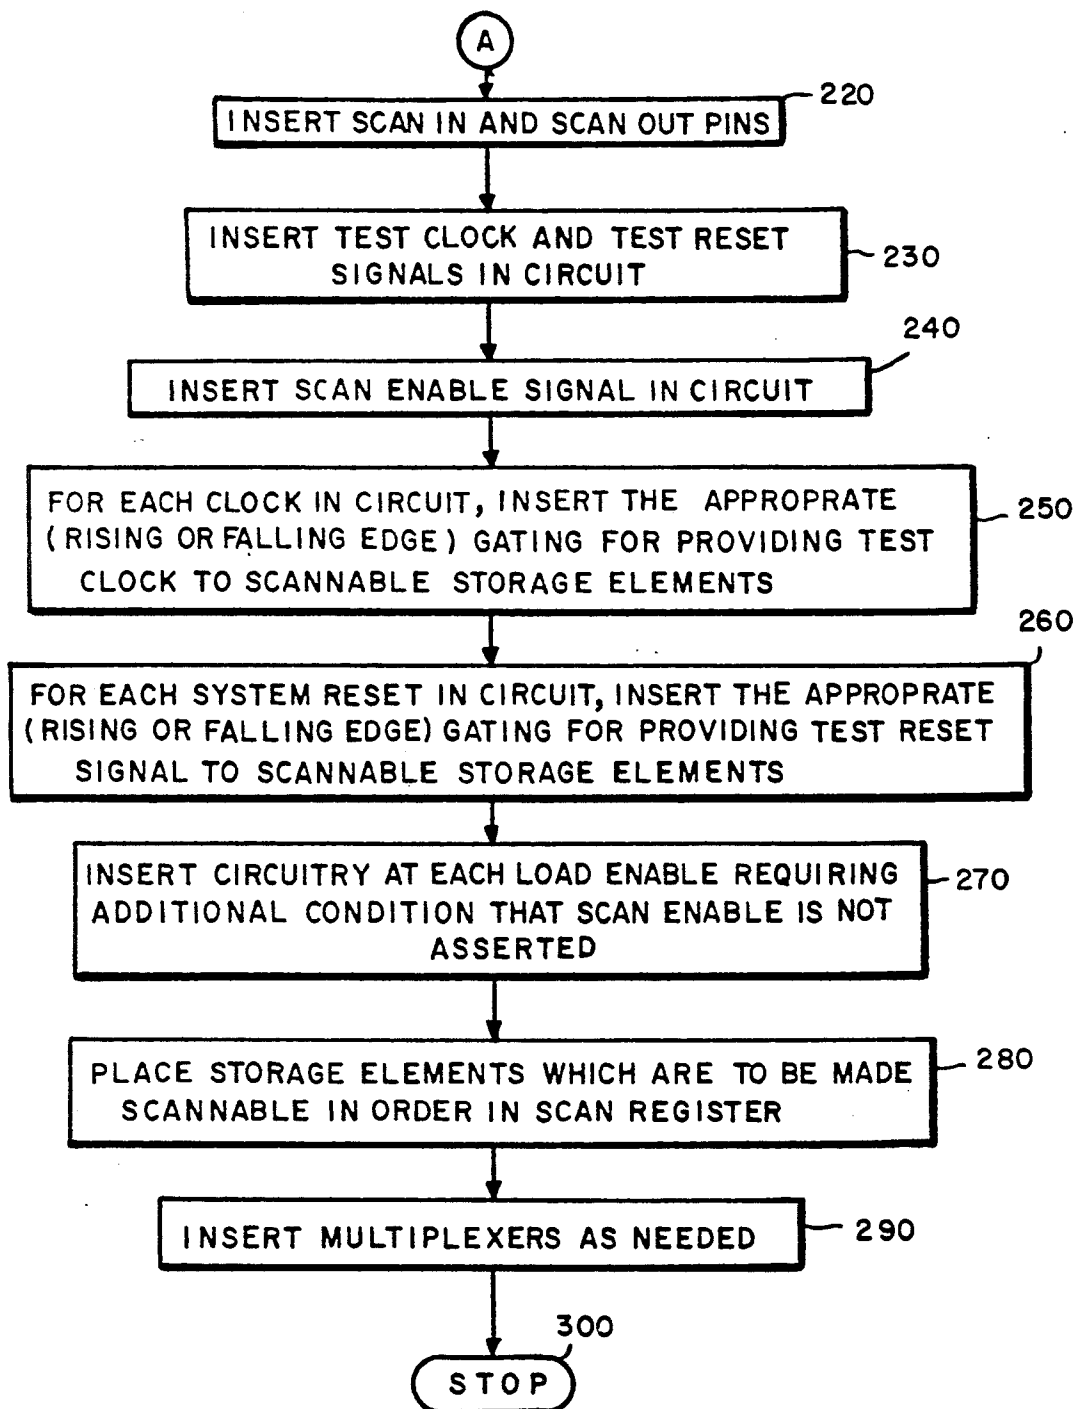 A
220
INSERT SCAN IN AND SCAN OUT PINS
INSERT TEST CLOCK AND TEST RESET
SIGNALS IN CIRCUIT
230
240
INSERT SCAN ENABLE SIGNAL IN CIRCUIT
FOR EACH CLOCK IN CIRCUIT, INSERT THE APPROPRATE
(RISING OR FALLING EDGE) GATING FOR PROVIDING TEST
CLOCK TO SCANNABLE STORAGE ELEMENTS
250
260
FOR EACH SYSTEM RESET IN CIRCUIT, INSERT THE APPROPRATE
(RISING OR FALLING EDGE) GATING FOR PROVIDING TEST RESET
SIGNAL TO SCANNABLE STORAGE ELEMENTS
INSERT CIRCUITRY AT EACH LOAD ENABLE REQUIRING
ADDITIONAL CONDITION THAT SCAN ENABLE IS NOT
ASSERTED
270
PLACE STORAGE ELEMENTS WHICH ARE TO BE MADE
SCANNABLE IN ORDER IN SCAN REGISTER
280
INSERT MULTIPLEXERS AS NEEDED
290
300
STOP